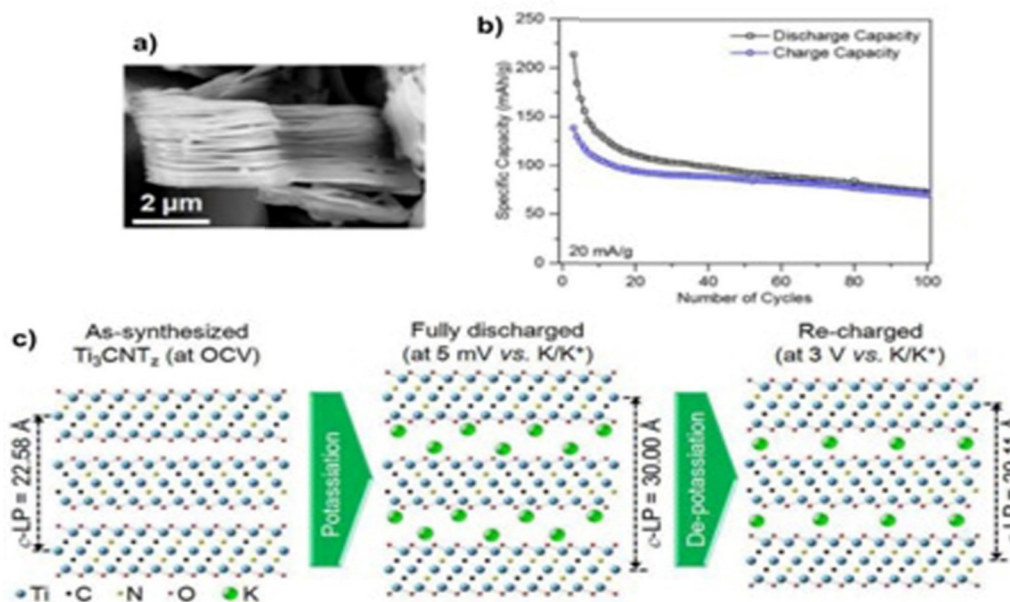 a)
2 µm
b)
Discharge Capacity
Charge Capacity
250
200
150
100
50
0
Specific Capacity (mAh/g)
20 mA/g
0 20 40 60 80 100
Number of Cycles
c)
As-synthesized
Ti₃CNT𝓏 (at OCV)
Fully discharged
(at 5 mV vs. K/K⁺)
Re-charged
(at 3 V vs. K/K⁺)
c-LP = 22.58 Å
Potassiation
c-LP = 30.00 Å
De-potassiation
Ti C N O K